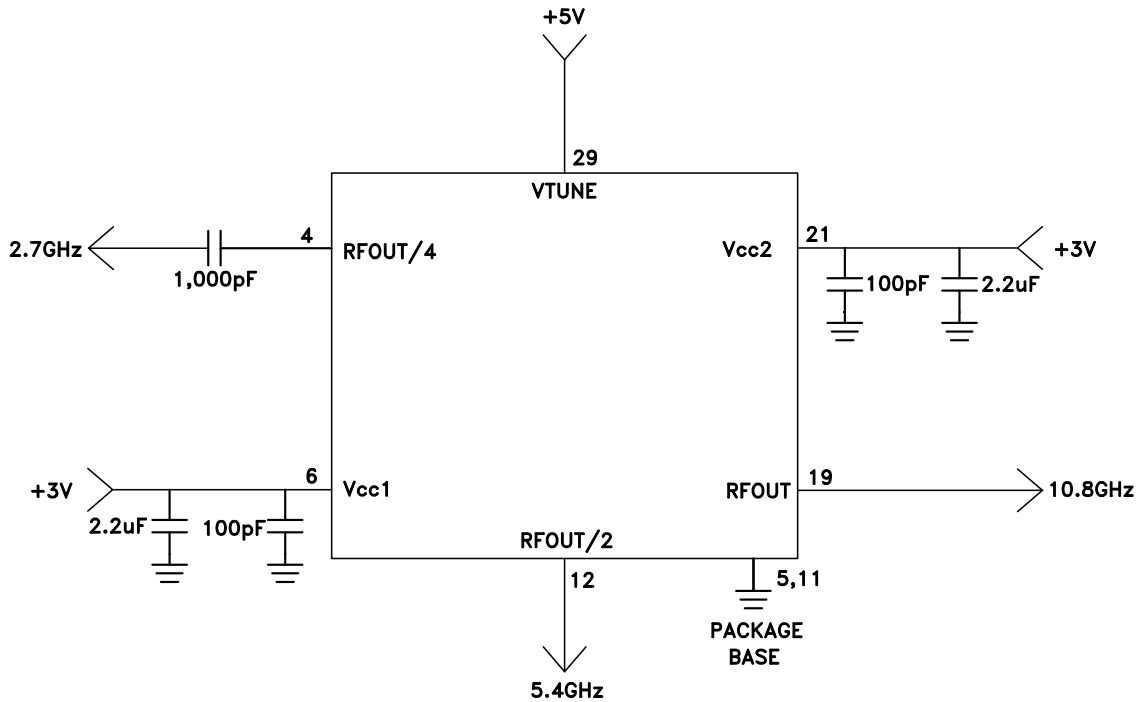 +5V
29
VTUNE
2.7GHz
4
RFOUT/4
1,000pF
Vcc2
21
+3V
100pF
2.2uF
+3V
6
Vcc1
2.2uF
100pF
RFOUT
19
10.8GHz
RFOUT/2
12
5,11
PACKAGE
BASE
5.4GHz